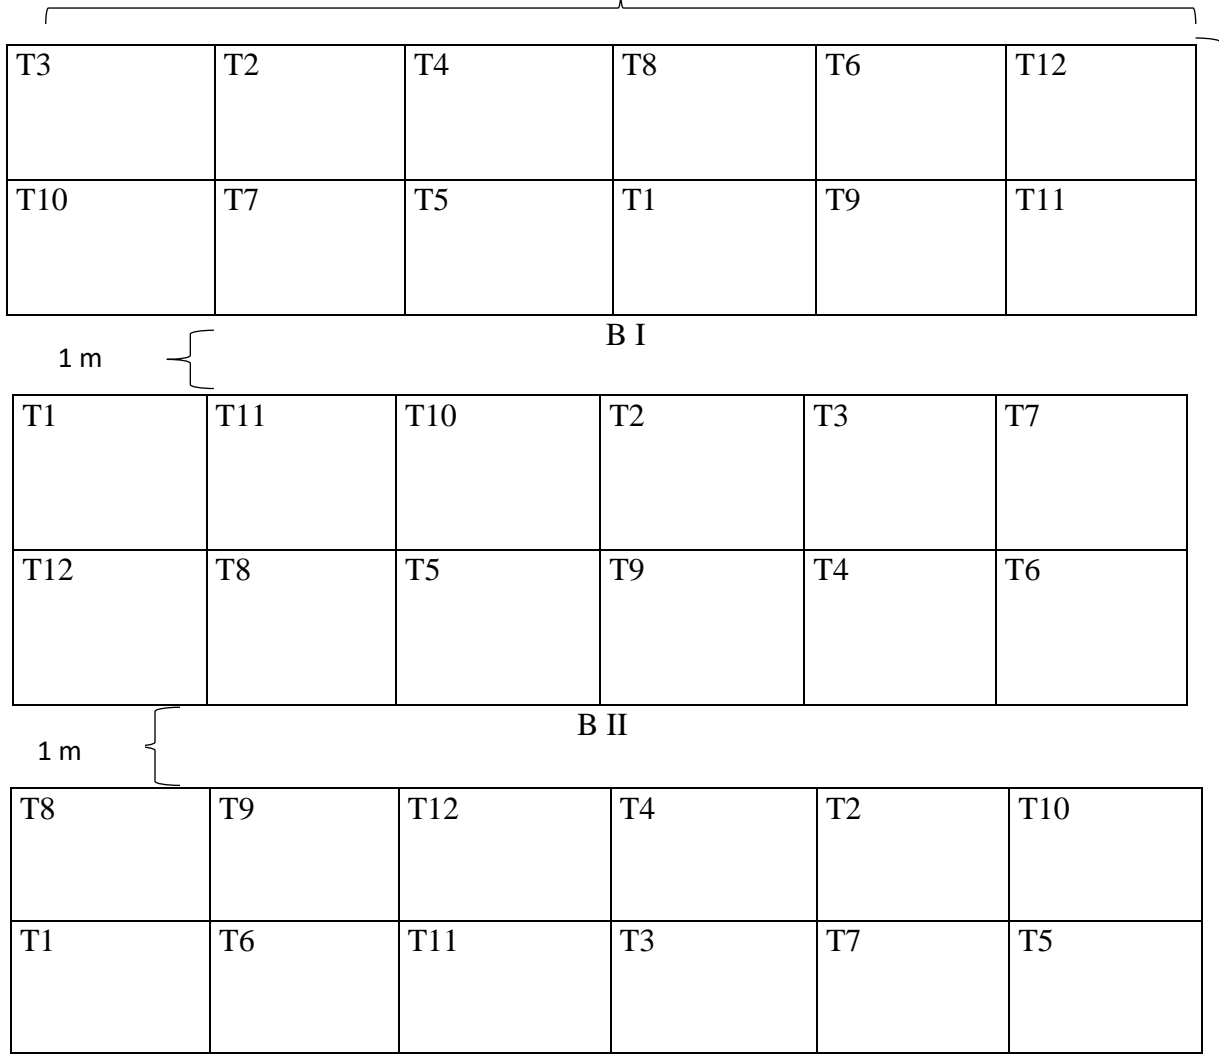 T3 T2 T4 T8 T6 T12
T10 T7 T5 T1 T9 T11
B I
1 m
T1 T11 T10 T2 T3 T7
T12 T8 T5 T9 T4 T6
B II
1 m
T8 T9 T12 T4 T2 T10
T1 T6 T11 T3 T7 T5